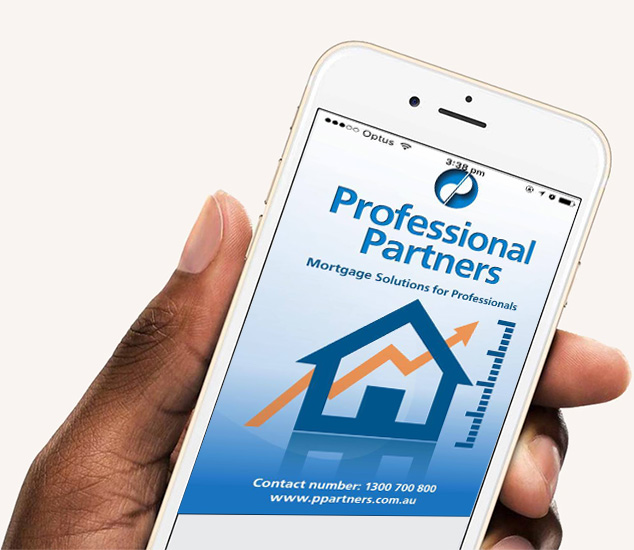 Optus
3:38 pm
Professional
Partners
Mortgage Solutions for Professionals
Contact number: 1300 700 800
www.ppartners.com.au